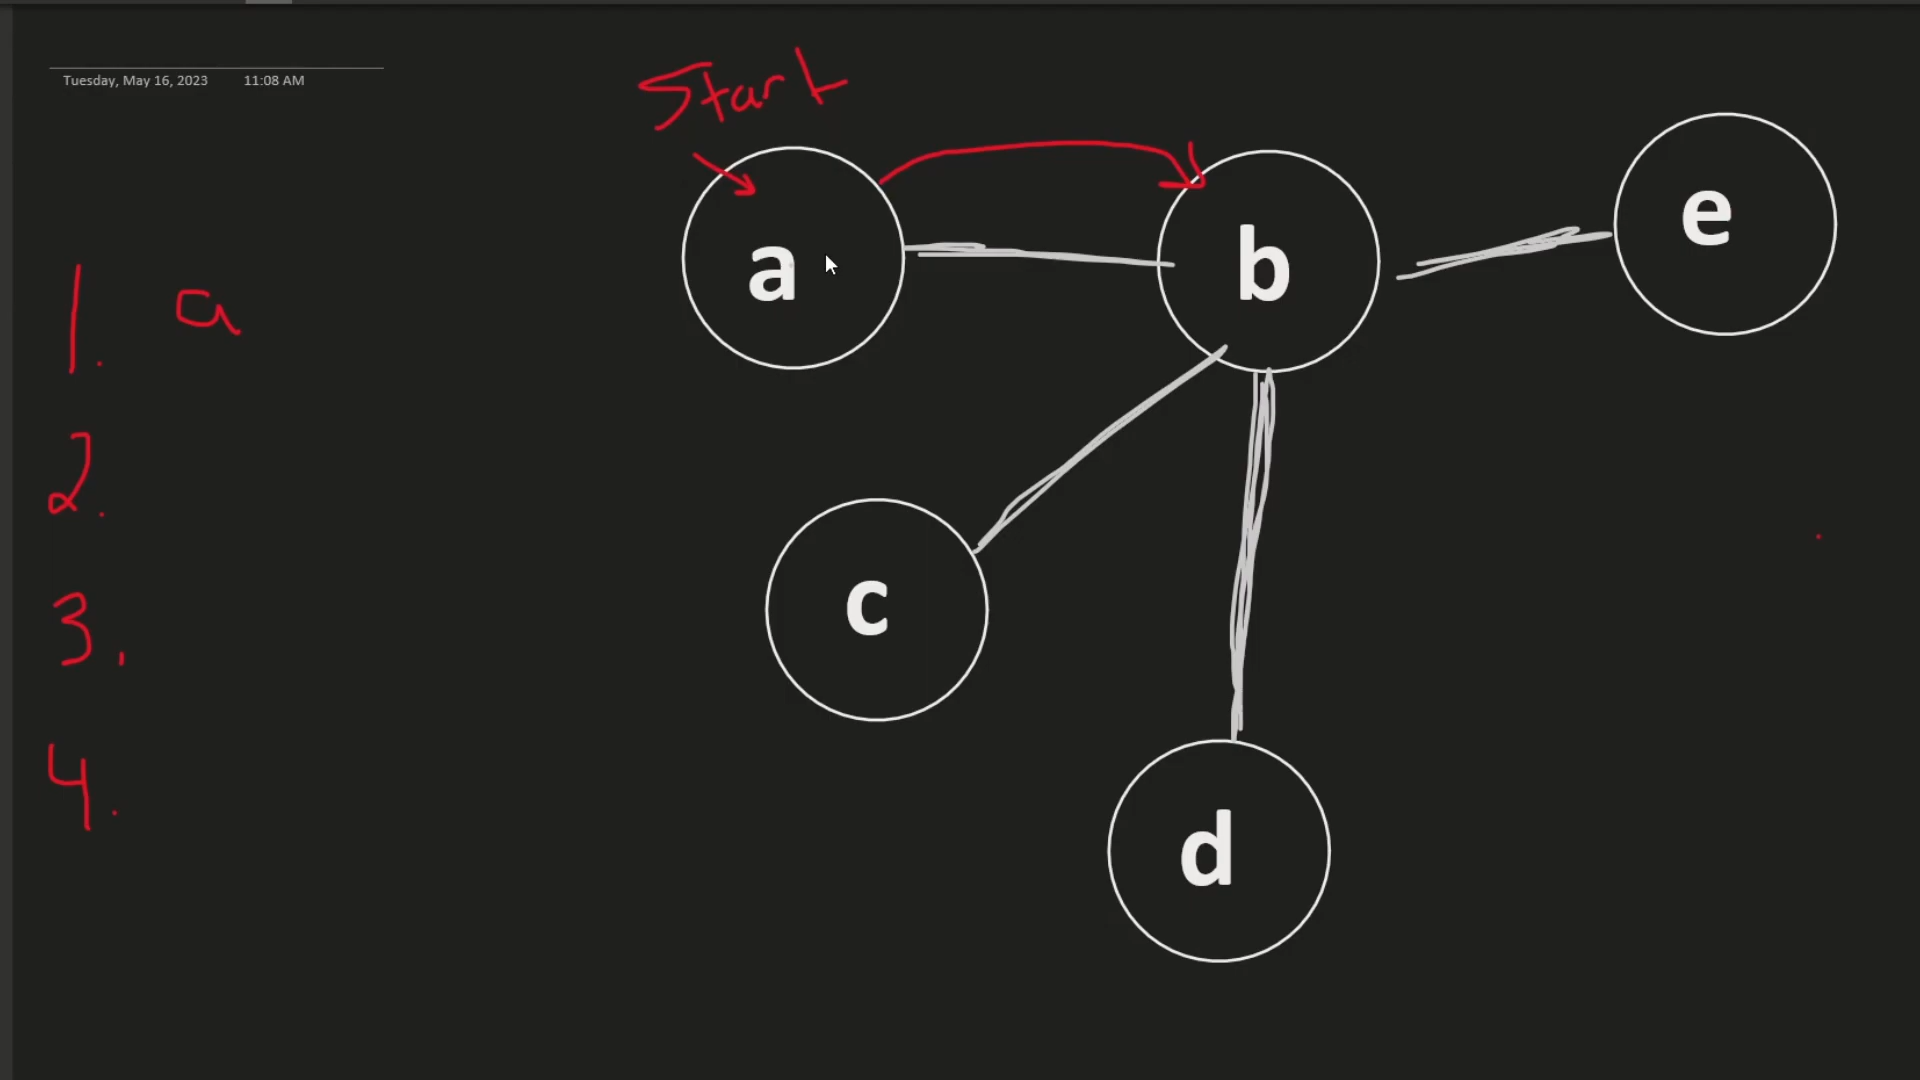 Tuesday, May 16, 2023 11:08 AM
Start
a
b
e
1. a
2.
c
3.
4.
d